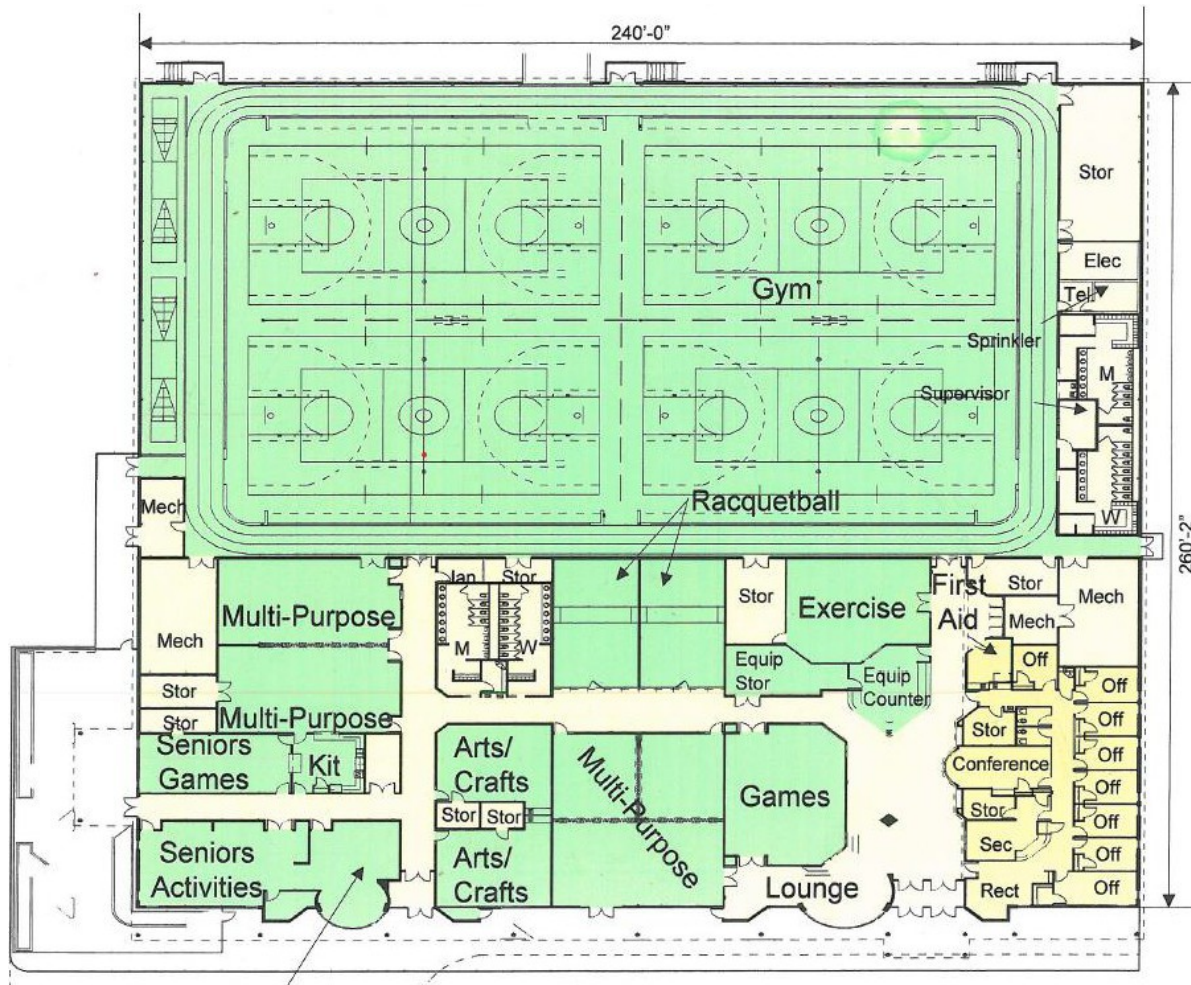 240'-0"
Stor
Elec
Gym
Tel
Sprinkler
M
Supervisor
260'-2"
Racquetball
W
Mech
Jan
Stor
First
Aid
Stor
Mech
Multi-Purpose
Stor
Exercise
Mech
Mech
M
W
Off
Equip
Stor
Equip
Counter
Off
Stor
Stor
Multi-Purpose
Off
Stor
Seniors
Games
Kit
Arts/
Crafts
Multi-Purpose
Games
Conference
Off
Off
Stor
Stor
Stor
Off
Sec
Seniors
Activities
Arts/
Crafts
Off
Lounge
Rect
Off